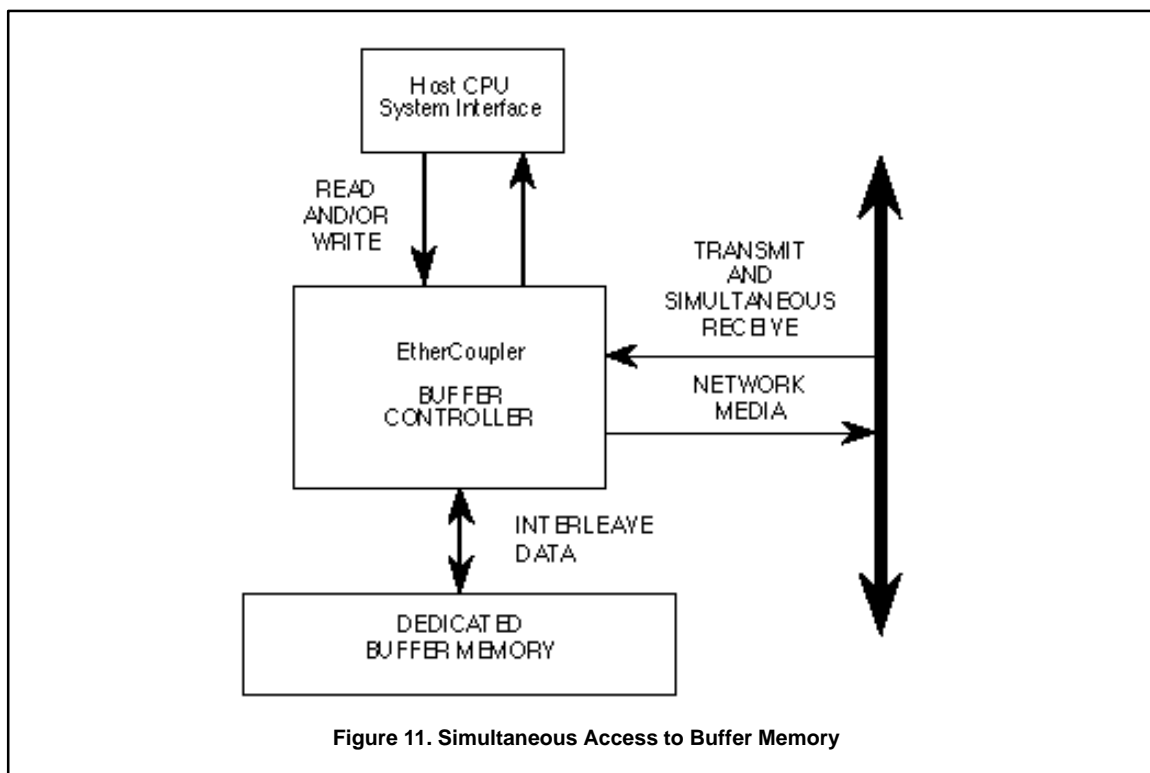 Host CPU
System Interface
READ
AND/OR
WRITE
TRANSMIT
AND
SIMULTANEOUS
RECEIVE
EtherCoupler
BUFFER
CONTROLLER
NETWORK
MEDIA
INTERLEAVE
DATA
DEDICATED
BUFFER MEMORY
Figure 11. Simultaneous Access to Buffer Memory